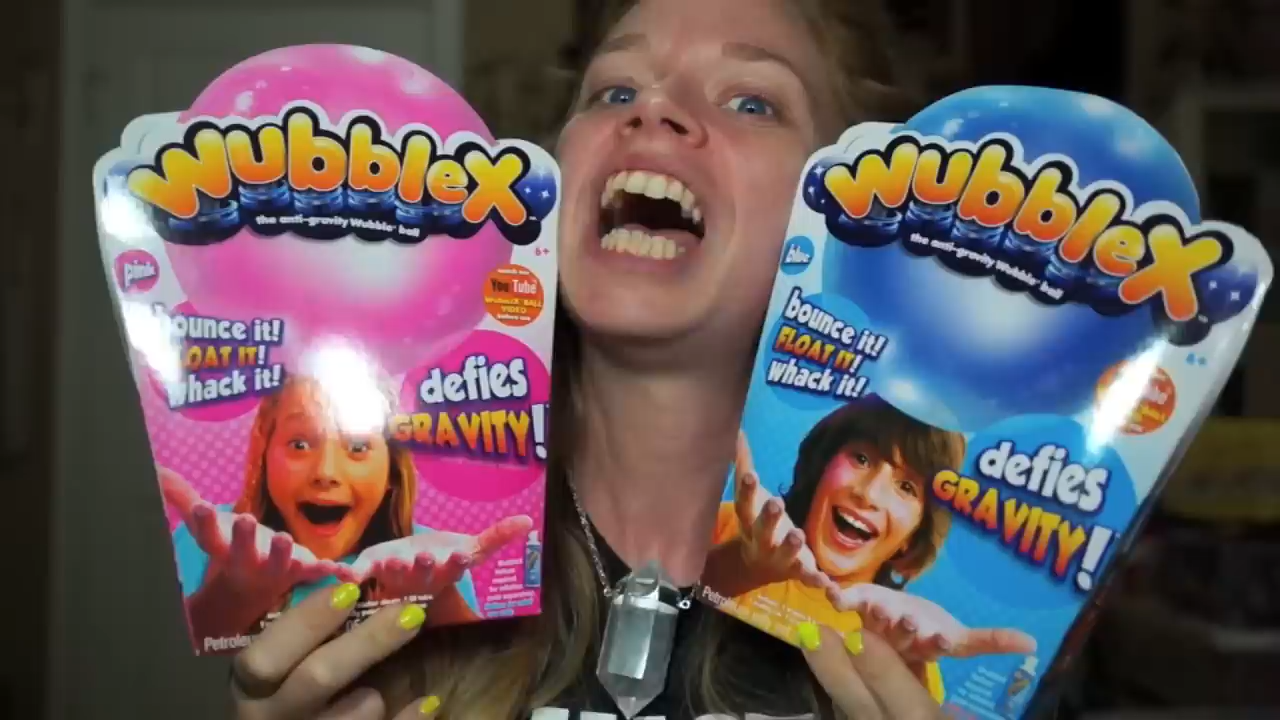 WubbleX
the anti-gravity Wubble ball
6+
pink
YouTube
bounce it!
FLOAT IT!
whack it!
defies
GRAVITY!
WubbleX
the anti-gravity Wubble ball
6+
blue
bounce it!
FLOAT IT!
whack it!
defies
GRAVITY!